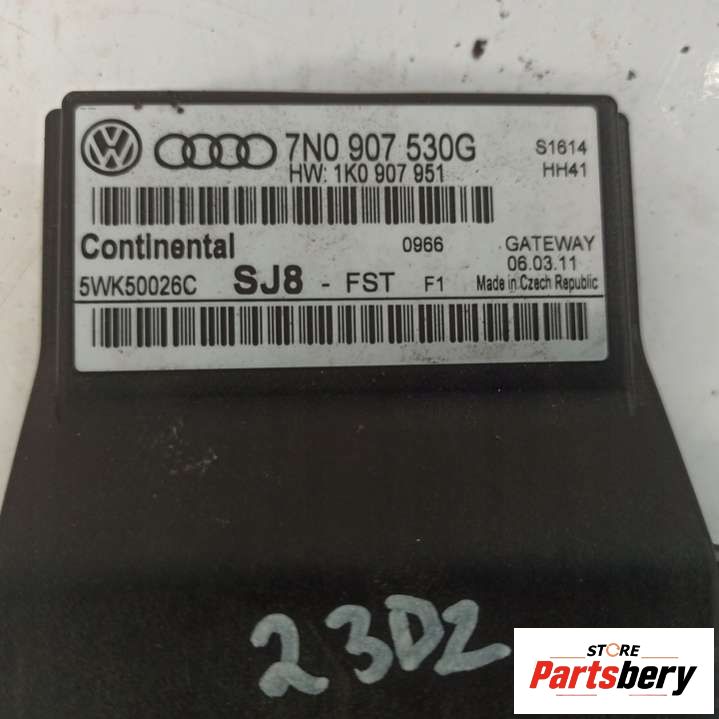 7N0 907 530G S1614
HW: 1K0 907 951 HH41
Continental 0966 GATEWAY
06.03.11
5WK50026C SJ8 - FST F1 Made in Czech Republic
23D2
STORE
Partsbery